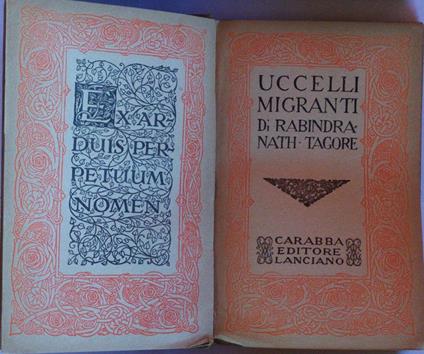 EX AR
DUIS PER
PETUUM
NOMEN
UCCELLI
MIGRANTI
Di RABINDRA
NATH · TAGORE
CARABBA
EDITORE
LANCIANO